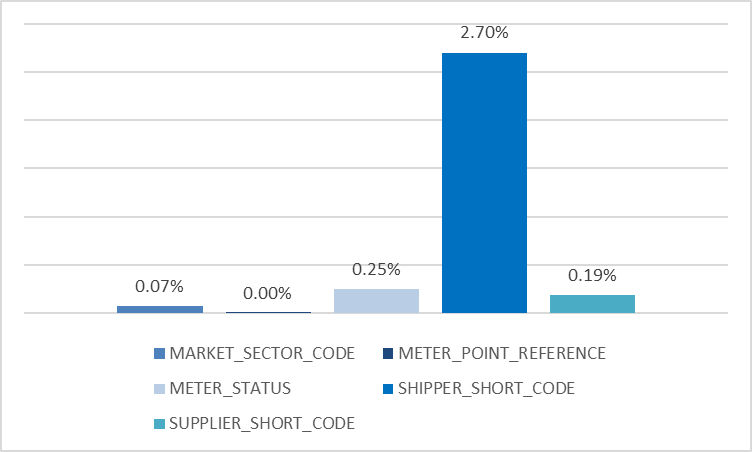 2.70%
0.25%
0.19%
0.07%
0.00%
MARKET_SECTOR_CODE
METER_POINT_REFERENCE
METER_STATUS
SHIPPER_SHORT_CODE
SUPPLIER_SHORT_CODE